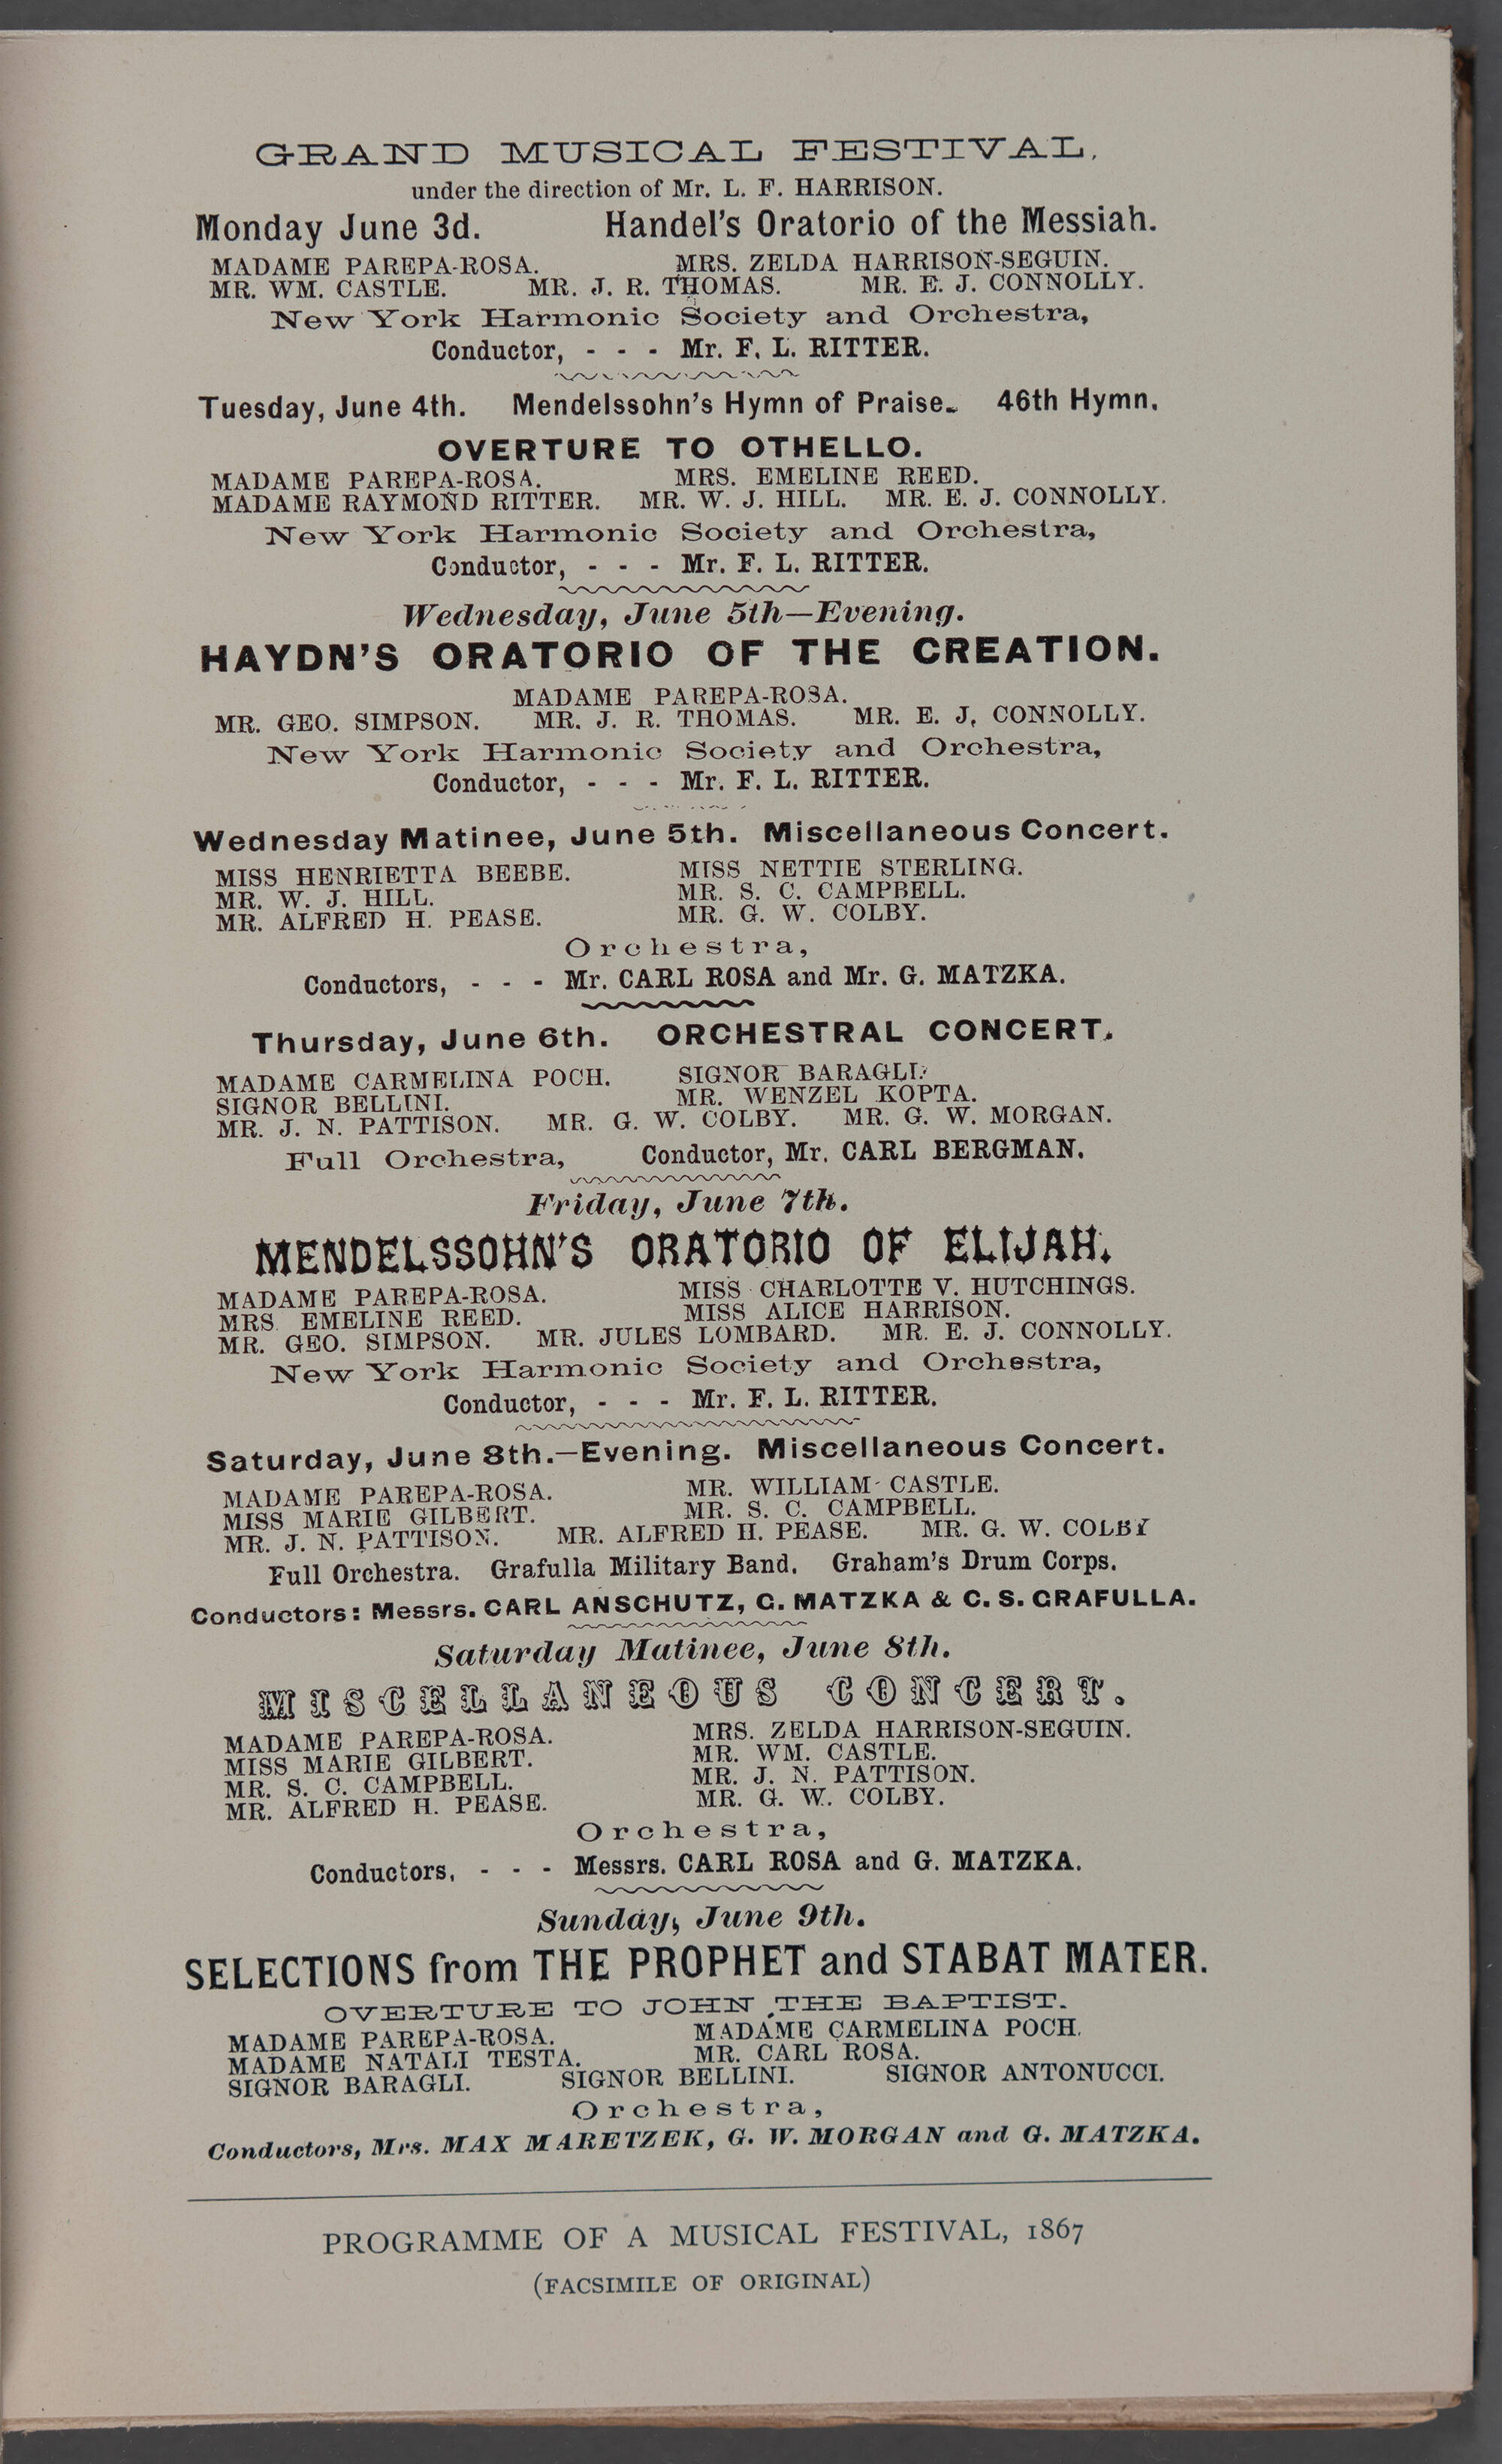 GRAND MUSICAL FESTIVAL,
under the direction of Mr. L. F. HARRISON.
Monday June 3d. Handel's Oratorio of the Messiah.
MADAME PAREPA-ROSA. MRS. ZELDA HARRISON-SEGUIN.
MR. WM. CASTLE. MR. J. R. THOMAS. MR. E. J. CONNOLLY.
New York Harmonic Society and Orchestra,
Conductor, - - - Mr. F. L. RITTER.
Tuesday, June 4th. Mendelssohn's Hymn of Praise. 46th Hymn.
OVERTURE TO OTHELLO.
MADAME PAREPA-ROSA. MRS. EMELINE REED.
MADAME RAYMOND RITTER. MR. W. J. HILL. MR. E. J. CONNOLLY.
New York Harmonic Society and Orchestra,
Conductor, - - - Mr. F. L. RITTER.
Wednesday, June 5th—Evening.
HAYDN'S ORATORIO OF THE CREATION.
MADAME PAREPA-ROSA.
MR. GEO. SIMPSON. MR. J. R. THOMAS. MR. E. J. CONNOLLY.
New York Harmonic Society and Orchestra,
Conductor, - - - Mr. F. L. RITTER.
Wednesday Matinee, June 5th. Miscellaneous Concert.
MISS HENRIETTA BEEBE. MISS NETTIE STERLING.
MR. W. J. HILL. MR. S. C. CAMPBELL.
MR. ALFRED H. PEASE. MR. G. W. COLBY.
Orchestra,
Conductors, - - - Mr. CARL ROSA and Mr. G. MATZKA.
Thursday, June 6th. ORCHESTRAL CONCERT.
MADAME CARMELINA POCH. SIGNOR BARAGLI.
SIGNOR BELLINI. MR. WENZEL KOPTA.
MR. J. N. PATTISON. MR. G. W. COLBY. MR. G. W. MORGAN.
Full Orchestra, Conductor, Mr. CARL BERGMAN.
Friday, June 7th.
MENDELSSOHN'S ORATORIO OF ELIJAH.
MADAME PAREPA-ROSA. MISS CHARLOTTE V. HUTCHINGS.
MRS. EMELINE REED. MISS ALICE HARRISON.
MR. GEO. SIMPSON. MR. JULES LOMBARD. MR. E. J. CONNOLLY.
New York Harmonic Society and Orchestra,
Conductor, - - - Mr. F. L. RITTER.
Saturday, June 8th.—Evening. Miscellaneous Concert.
MADAME PAREPA-ROSA. MR. WILLIAM CASTLE.
MISS MARIE GILBERT. MR. S. C. CAMPBELL.
MR. J. N. PATTISON. MR. ALFRED H. PEASE. MR. G. W. COLBY
Full Orchestra. Grafulla Military Band. Graham's Drum Corps.
Conductors: Messrs. CARL ANSCHUTZ, G. MATZKA & C. S. GRAFULLA.
Saturday Matinee, June 8th.
MISCELLANEOUS CONCERT.
MADAME PAREPA-ROSA. MRS. ZELDA HARRISON-SEGUIN.
MISS MARIE GILBERT. MR. WM. CASTLE.
MR. S. C. CAMPBELL. MR. J. N. PATTISON.
MR. ALFRED H. PEASE. MR. G. W. COLBY.
Orchestra,
Conductors, - - - Messrs. CARL ROSA and G. MATZKA.
Sunday, June 9th.
SELECTIONS from THE PROPHET and STABAT MATER.
OVERTURE TO JOHN THE BAPTIST.
MADAME PAREPA-ROSA. MADAME CARMELINA POCH.
MADAME NATALI TESTA. MR. CARL ROSA.
SIGNOR BARAGLI. SIGNOR BELLINI. SIGNOR ANTONUCCI.
Orchestra,
Conductors, Mrs. MAX MARETZEK, G. W. MORGAN and G. MATZKA.
PROGRAMME OF A MUSICAL FESTIVAL, 1867
(FACSIMILE OF ORIGINAL)